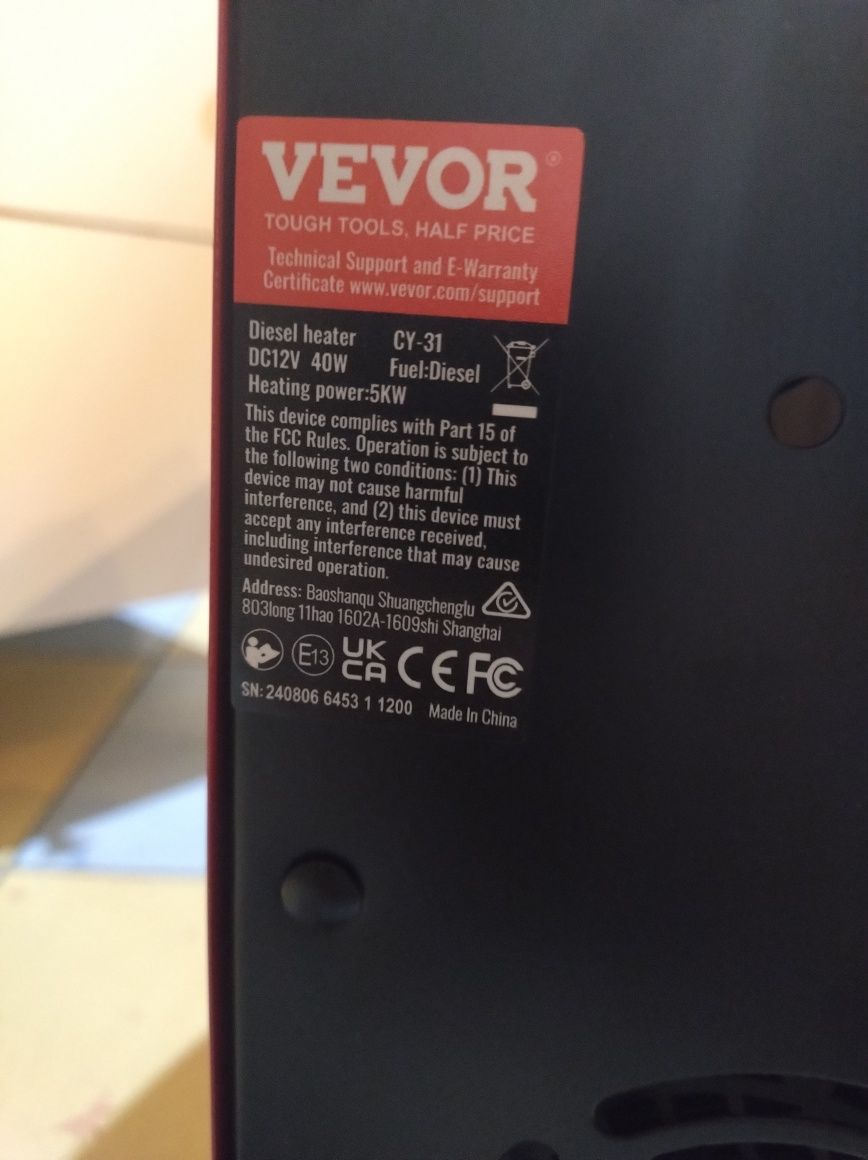 VEVOR®
TOUGH TOOLS, HALF PRICE
Technical Support and E-Warranty
Certificate www.vevor.com/support
Diesel heater CY-31
DC12V 40W Fuel:Diesel
Heating power:5KW
This device complies with Part 15 of
the FCC Rules. Operation is subject to
the following two conditions: (1) This
device may not cause harmful
interference, and (2) this device must
accept any interference received,
including interference that may cause
undesired operation.
Address: Baoshanqu Shuangchenglu
803long 11hao 1602A-1609shi Shanghai
E13 UK CA CE FC
SN: 240806 6453 1 1200 Made In China